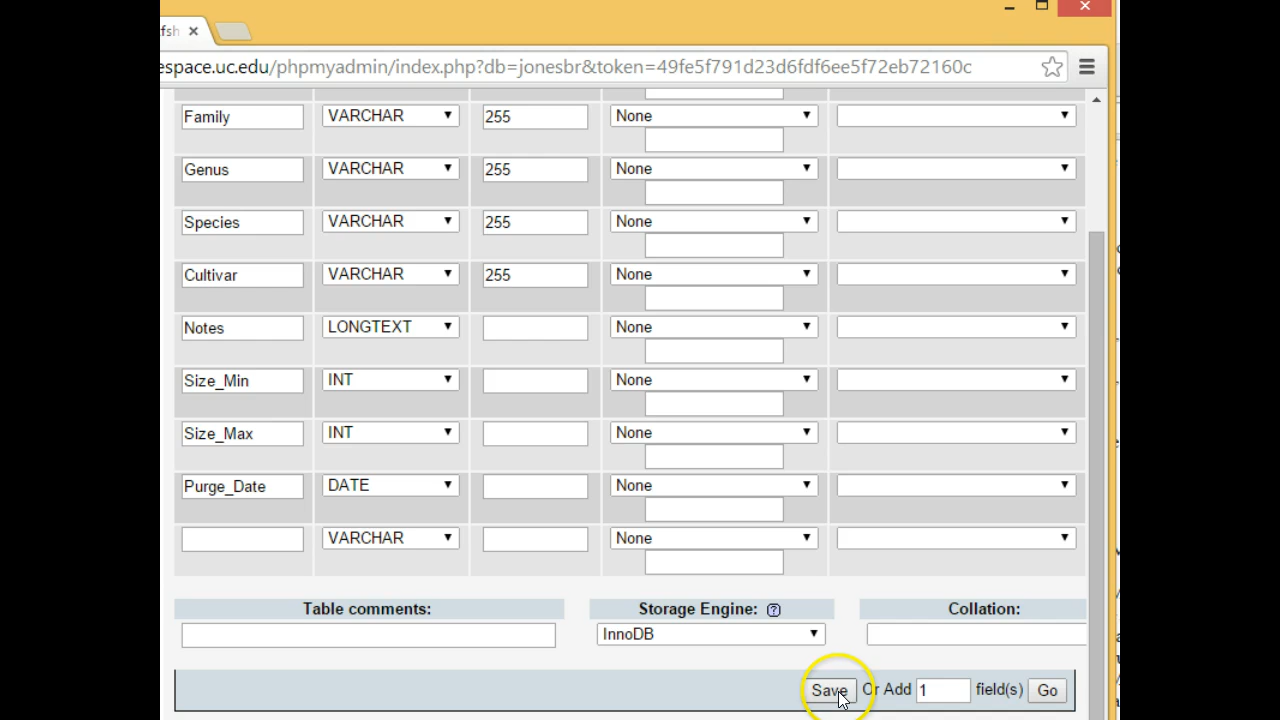 fsh ×
espace.uc.edu/phpmyadmin/index.php?db=jonesbr&token=49fe5f791d23d6fdf6ee5f72eb72160c
Family VARCHAR 255 None
Genus VARCHAR 255 None
Species VARCHAR 255 None
Cultivar VARCHAR 255 None
Notes LONGTEXT None
Size_Min INT None
Size_Max INT None
Purge_Date DATE None
VARCHAR None
Table comments: Storage Engine: ? Collation:
InnoDB
Save Or Add 1 field(s) Go